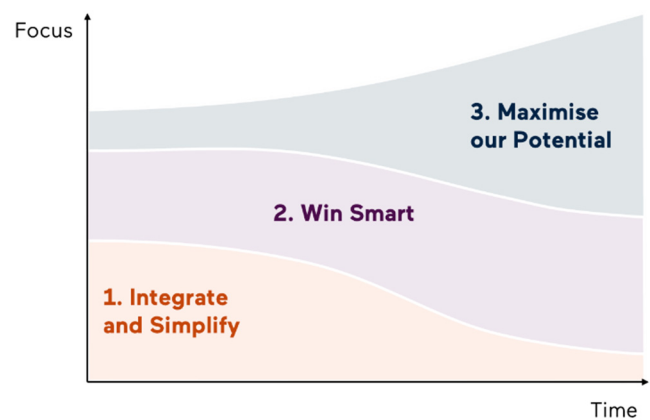 Focus
3. Maximise
our Potential
2. Win Smart
1. Integrate
and Simplify
Time